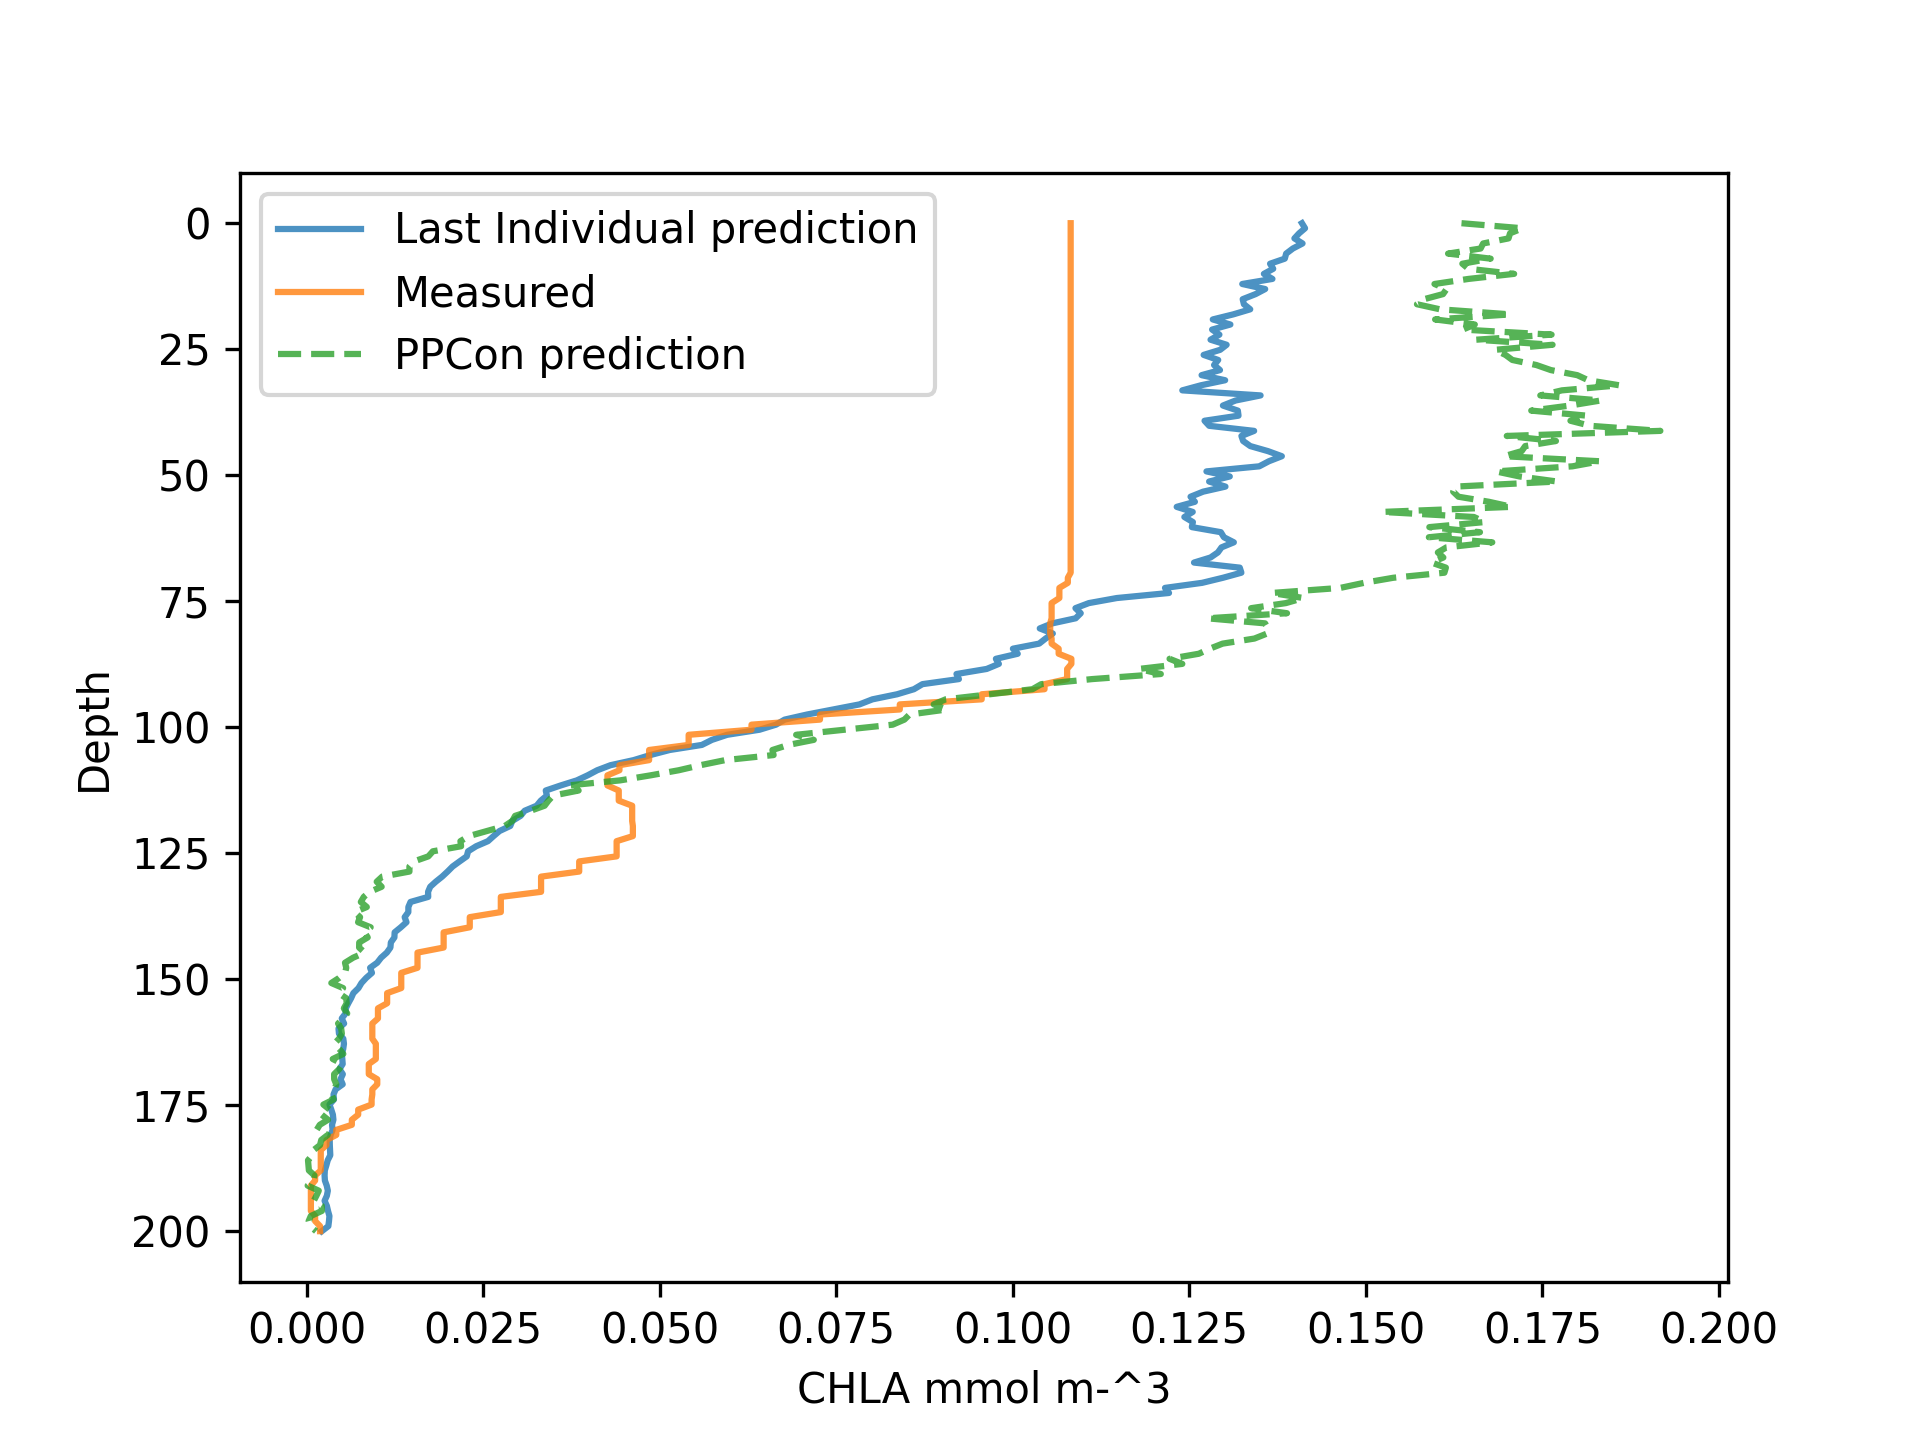 Last Individual prediction
Measured
PPCon prediction
Depth
0
25
50
75
100
125
150
175
200
0.000 0.025 0.050 0.075 0.100 0.125 0.150 0.175 0.200
CHLA mmol m-^3